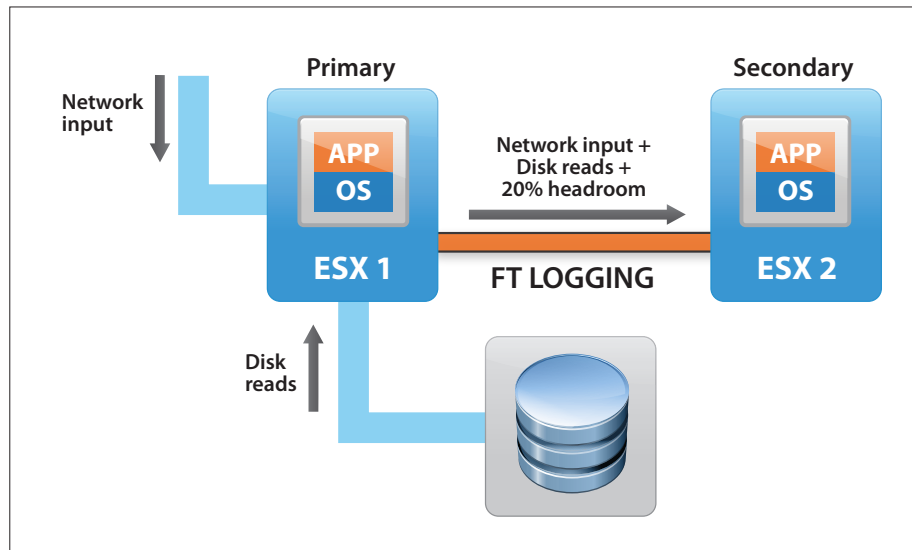 Primary
Secondary
Network
input
APP
OS
ESX 1
Network input +
Disk reads +
20% headroom
FT LOGGING
APP
OS
ESX 2
Disk
reads